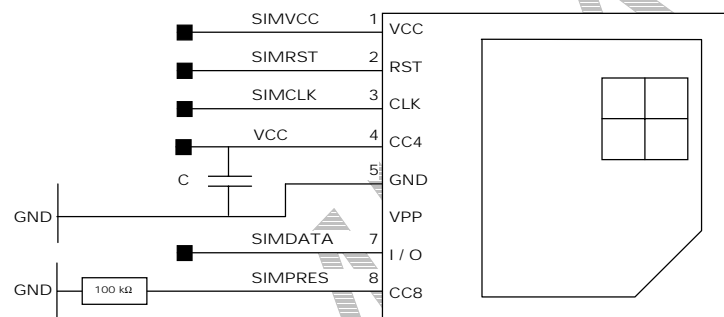 SIMVCC 1 VCC
SIMRST 2 RST
SIMCLK 3 CLK
VCC 4 CC4
C 5 GND
GND VPP
SIMDATA 7 I / O
SIMPRES 8 CC8
GND 100 kΩ